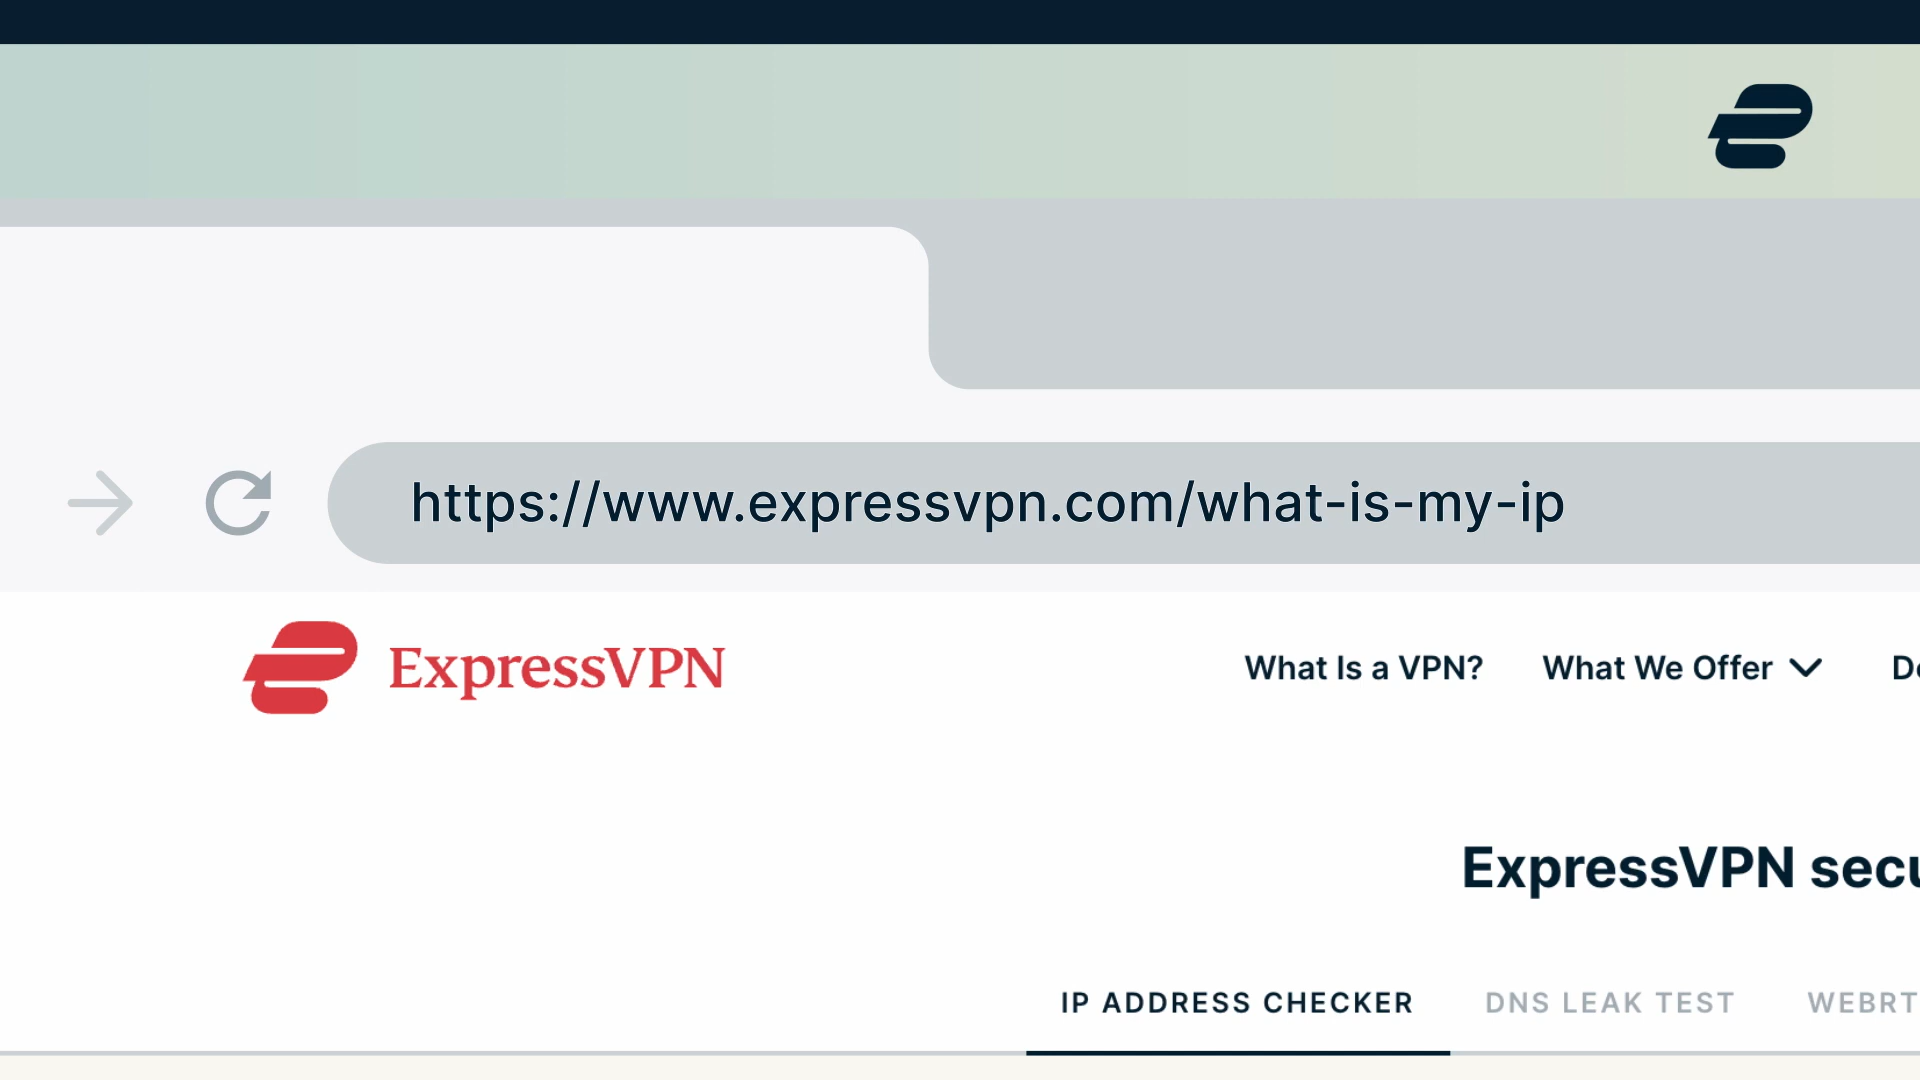 https://www.expressvpn.com/what-is-my-ip
ExpressVPN
What Is a VPN? What We Offer
ExpressVPN
IP ADDRESS CHECKER DNS LEAK TEST